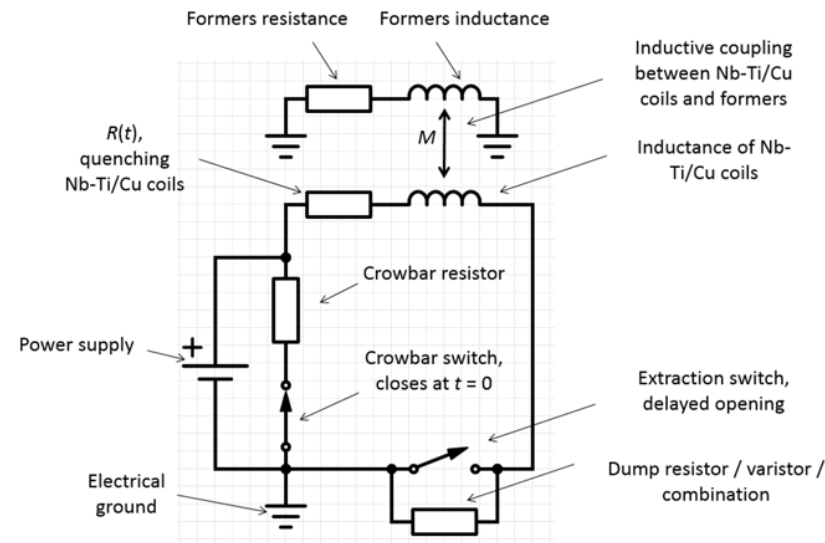 Formers resistance
Formers inductance
Inductive coupling
between Nb-Ti/Cu
coils and formers
R(t),
quenching
Nb-Ti/Cu coils
M
Inductance of Nb-
Ti/Cu coils
Crowbar resistor
Power supply
+
Crowbar switch,
closes at t = 0
Extraction switch,
delayed opening
Electrical
ground
Dump resistor / varistor /
combination